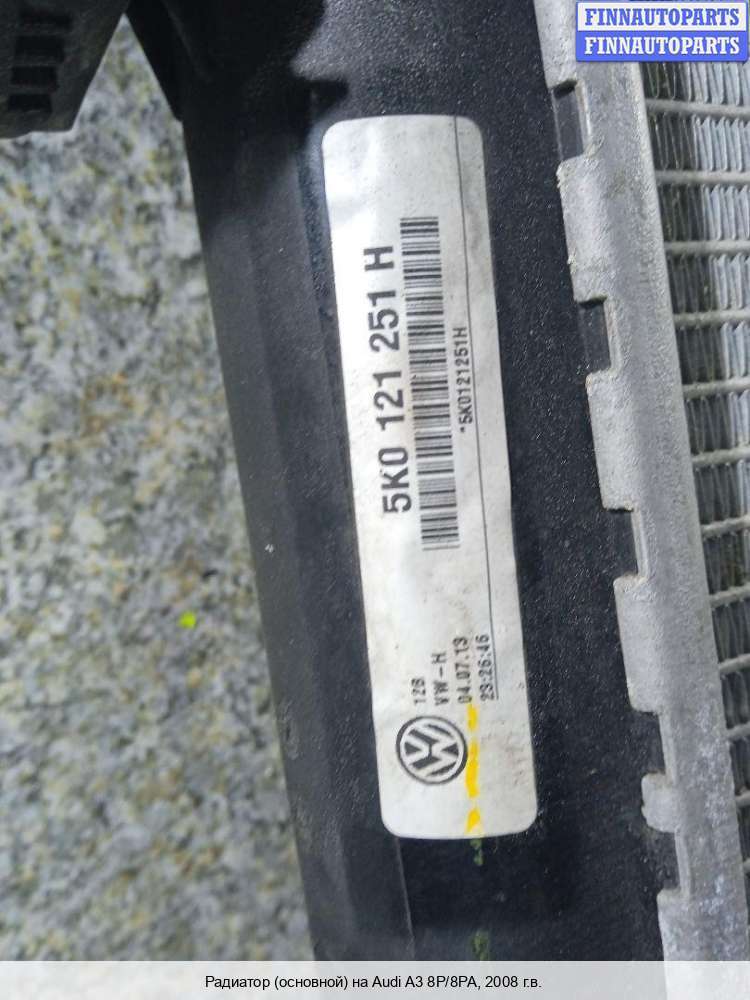 FINNAUTOPARTS
FINNAUTOPARTS
5K0 121 251 H
*5K0121251H
126
VW-H
04.07.13
23:26:46
Радиатор (основной) на Audi A3 8P/8PA, 2008 г.в.